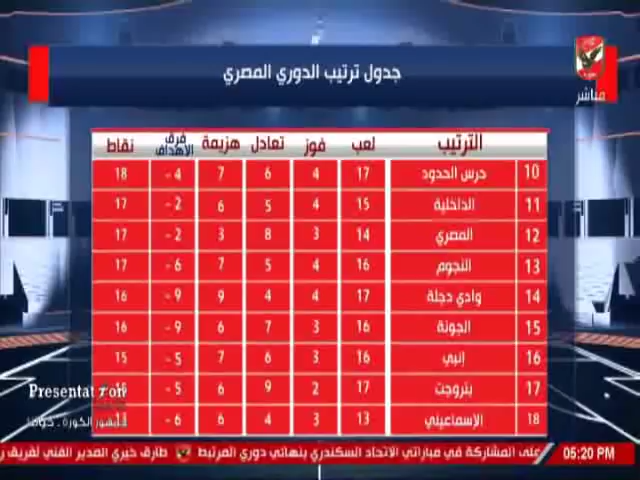 جدول ترتيب الدوري المصري
مباشر
الترتيب لعب فوز تعادل هزيمة فرق الأهداف نقاط
10 حرس الحدود 17 4 6 7 4- 18
11 الداخلية 15 4 5 6 2- 17
12 المصري 14 3 8 3 2- 17
13 النجوم 16 4 5 7 6- 17
14 وادي دجلة 17 4 4 9 9- 16
15 الجونة 16 3 7 6 9- 16
16 إنبي 16 3 7 6 5- 15
17 بتروجت 17 2 9 6 5- 15
18 الإسماعيلي 13 3 4 6 6-
Presentat
على المشاركة في مباراتي الاتحاد السكندري بنهائي دوري المرتبط طارق خيري المدير الفني لفريق
05:20 PM